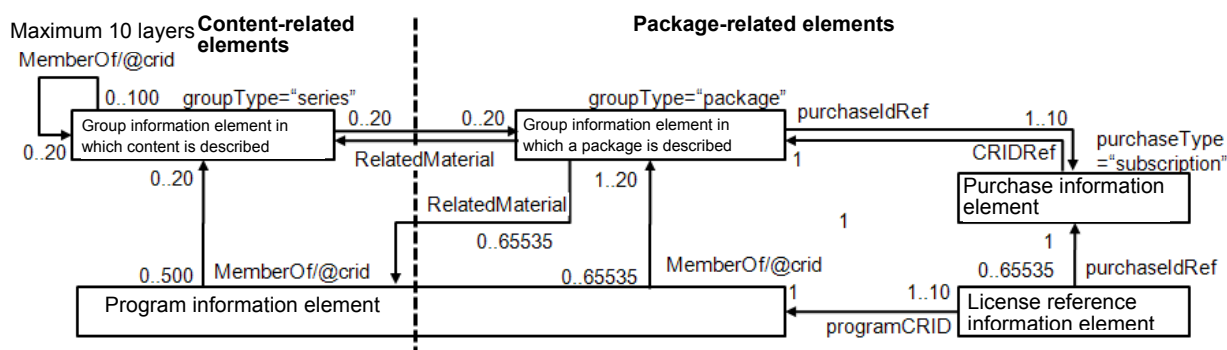 Maximum 10 layers
Content-related
elements
Package-related elements
MemberOf/@crid
0..100
groupType="series"
groupType="package"
Group information element in
which content is described
0..20
0..20
Group information element in
which a package is described
purchaseIdRef
1..10
0..20
RelatedMaterial
1
CRIDRef
purchaseType
="subscription"
0..20
1..20
Purchase information
element
RelatedMaterial
0..65535
1
1
0..500
MemberOf/@crid
0..65535
MemberOf/@crid
0..65535
purchaseIdRef
Program information element
1
1..10
programCRID
License reference
information element